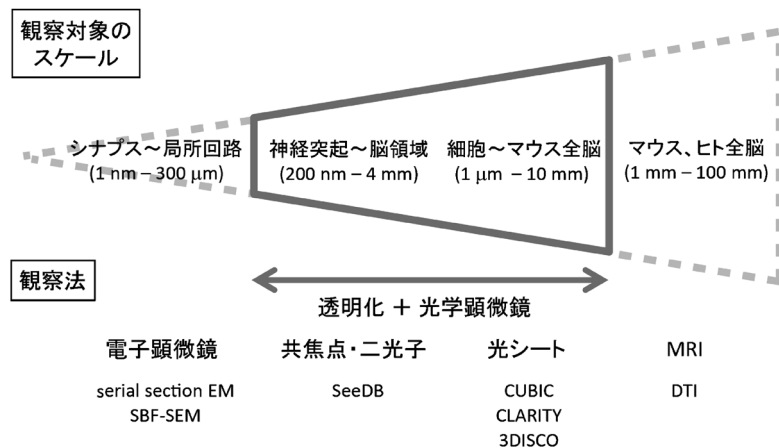 観察対象の
スケール
シナプス～局所回路
(1 nm – 300 μm)
神経突起～脳領域
(200 nm – 4 mm)
細胞～マウス全脳
(1 μm – 10 mm)
マウス、ヒト全脳
(1 mm – 100 mm)
観察法
透明化 ＋ 光学顕微鏡
電子顕微鏡
serial section EM
SBF-SEM
共焦点・二光子
SeeDB
光シート
CUBIC
CLARITY
3DISCO
MRI
DTI